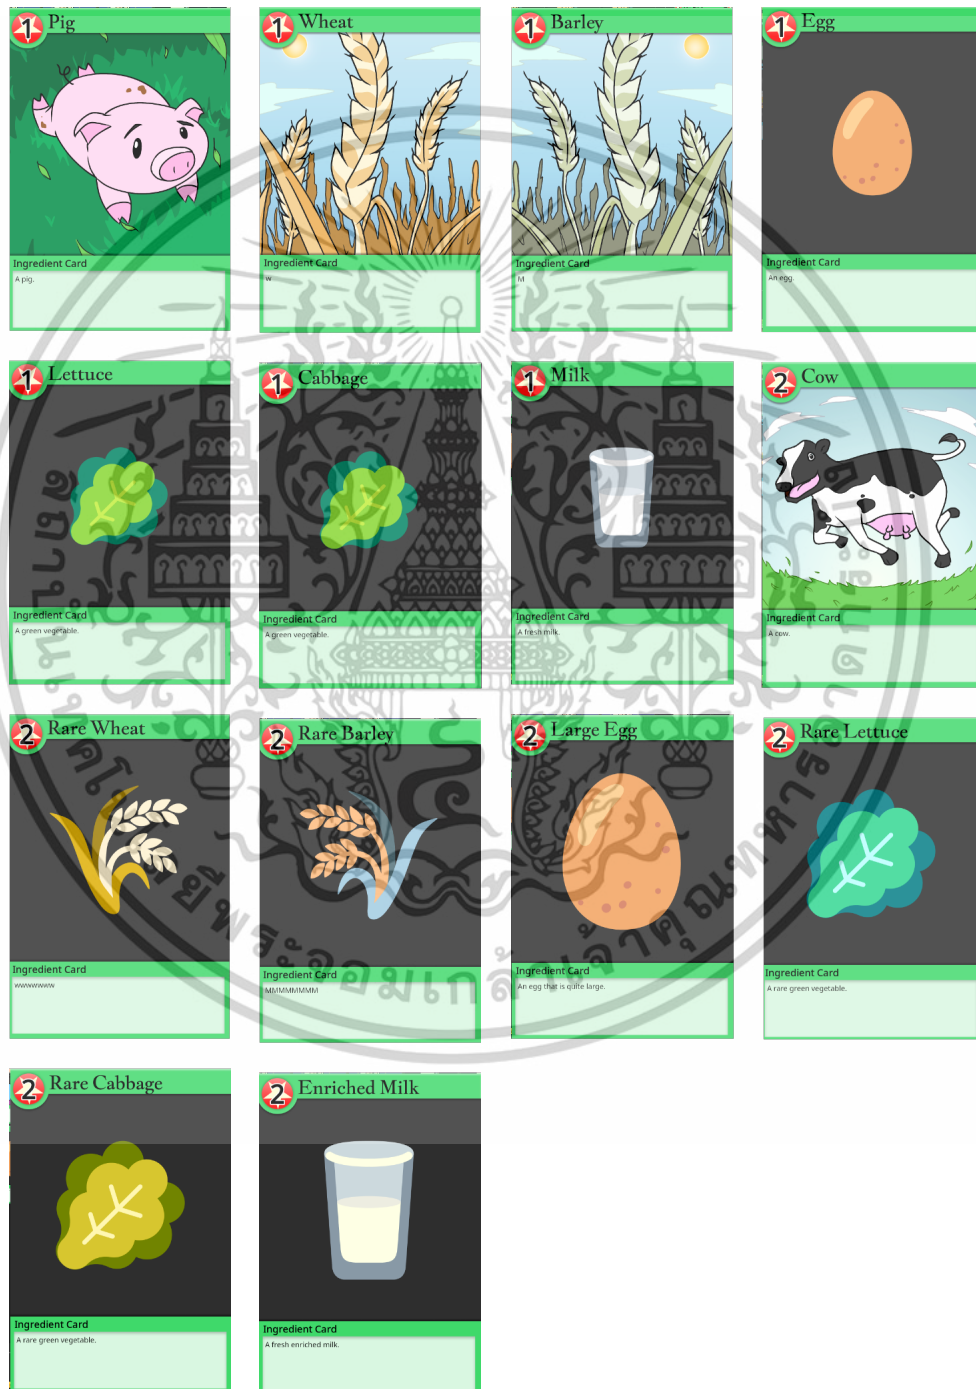 1 Pig
1 Wheat
1 Barley
1 Egg
Ingredient Card
Ingredient Card
Ingredient Card
Ingredient Card
A pig.
w
M
An egg
1 Lettuce
1 Cabbage
1 Milk
2 Cow
Ingredient Card
Ingredient Card
Ingredient Card
Ingredient Card
A green vegetable.
A green vegetable.
A fresh milk.
A cow.
2 Rare Wheat
2 Rare Barley
2 Large Egg
2 Rare Lettuce
Ingredient Card
Ingredient Card
Ingredient Card
Ingredient Card
wwwwwww
MMMMMMMM
An egg that is quite large.
A rare green vegetable.
2 Rare Cabbage
2 Enriched Milk
Ingredient Card
Ingredient Card
A rare green vegetable.
A fresh enriched milk.